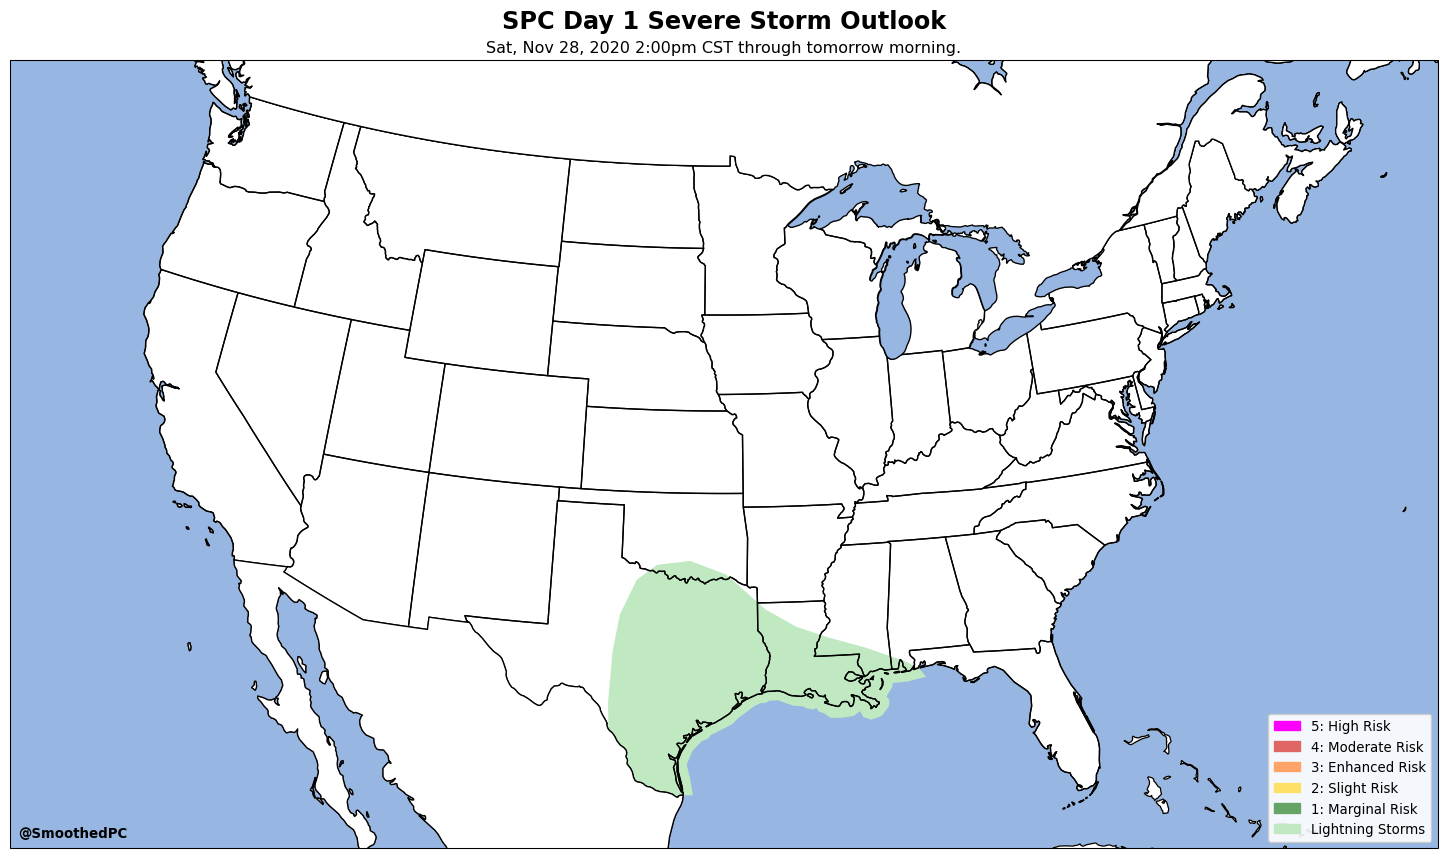 SPC Day 1 Severe Storm Outlook
Sat, Nov 28, 2020 2:00pm CST through tomorrow morning.
5: High Risk
4: Moderate Risk
3: Enhanced Risk
2: Slight Risk
1: Marginal Risk
Lightning Storms
@SmoothedPC